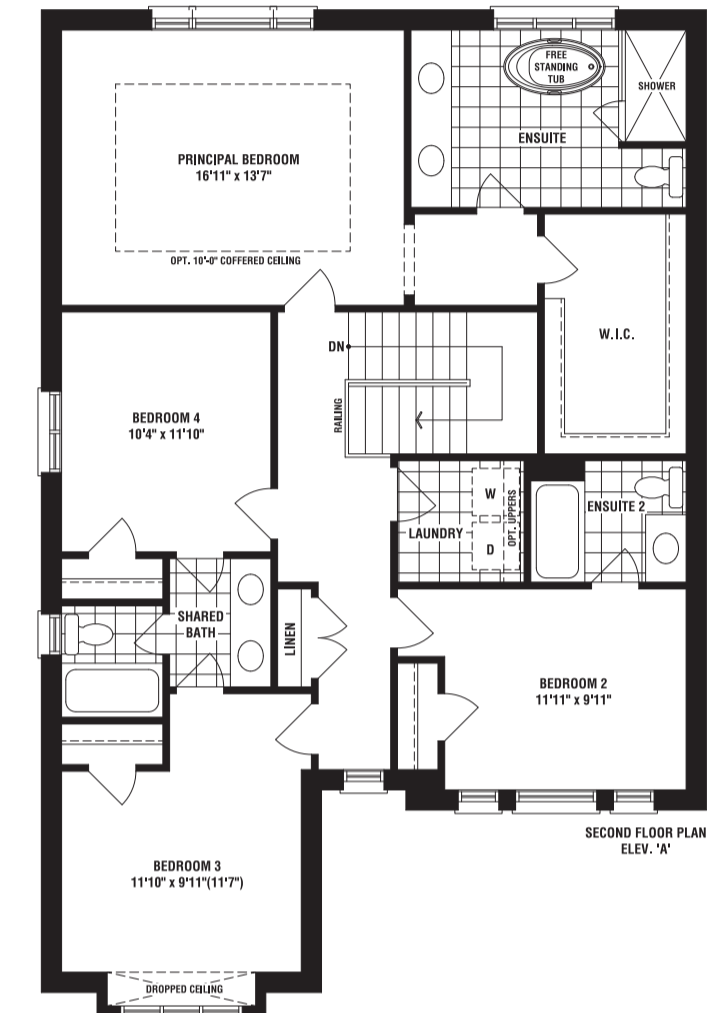 FREE
STANDING
TUB
SHOWER
ENSUITE
PRINCIPAL BEDROOM
16'11" x 13'7"
OPT. 10'-0" COFFERED CEILING
W.I.C.
DN
RAILING
BEDROOM 4
10'4" x 11'10"
W
D
OPT. UPPERS
LAUNDRY
ENSUITE 2
SHARED
BATH
LINEN
BEDROOM 2
11'11" x 9'11"
SECOND FLOOR PLAN
ELEV. 'A'
BEDROOM 3
11'10" x 9'11"(11'7")
DROPPED CEILING